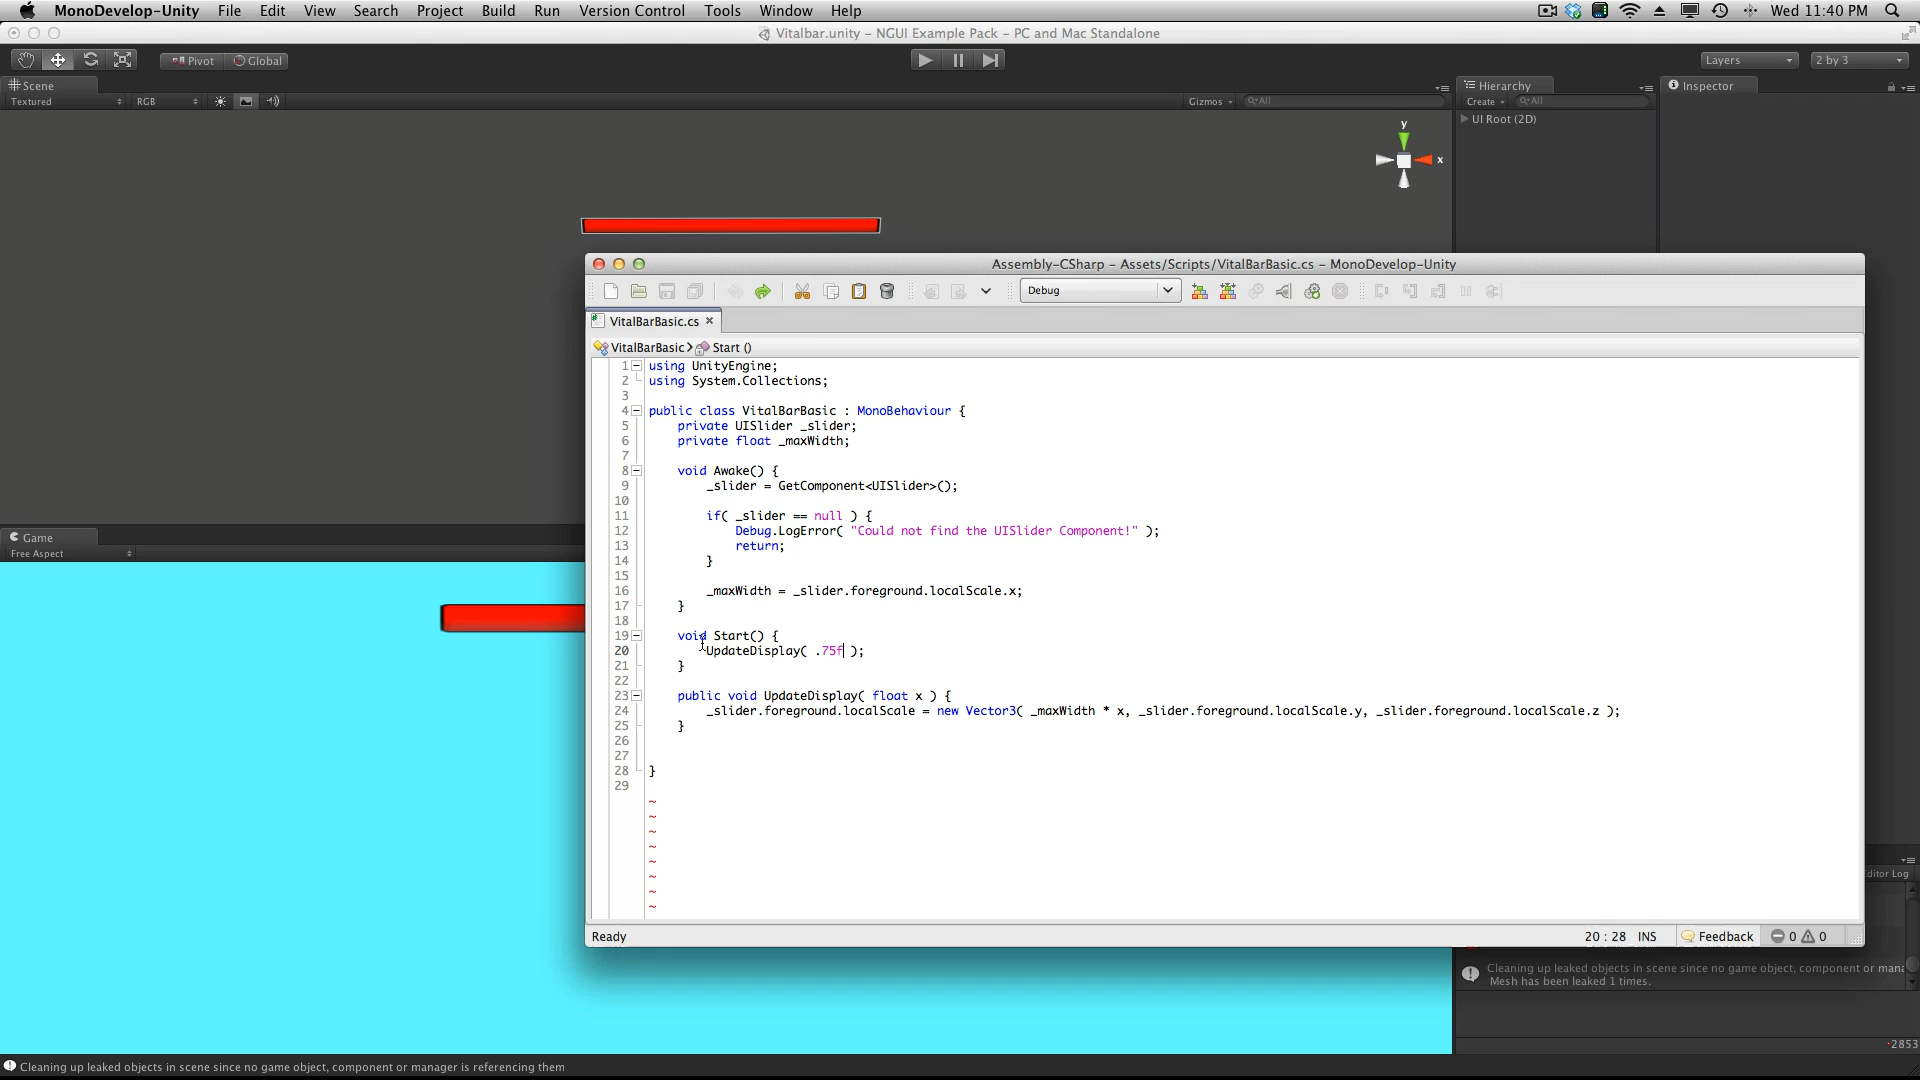 MonoDevelop-Unity File Edit View Search Project Build Run Version Control Tools Window Help Wed 11:40 PM
Vitalbar.unity – NGUI Example Pack – PC and Mac Standalone
Pivot Global Layers 2 by 3
Scene Hierarchy Inspector
Textured RGB Gizmos All Create All
UI Root (2D)
y
x
Assembly-CSharp – Assets/Scripts/VitalBarBasic.cs – MonoDevelop-Unity
Debug
VitalBarBasic.cs
VitalBarBasic Start ()
1 using UnityEngine;
2 using System.Collections;
3
4 public class VitalBarBasic : MonoBehaviour {
5 private UISlider _slider;
6 private float _maxWidth;
7
8 void Awake() {
9 _slider = GetComponent<UISlider>();
10
11 if( _slider == null ) {
12 Debug.LogError( "Could not find the UISlider Component!" );
13 return;
14 }
15
16 _maxWidth = _slider.foreground.localScale.x;
17 }
18
19 void Start() {
20 UpdateDisplay( .75f );
21 }
22
23 public void UpdateDisplay( float x ) {
24 _slider.foreground.localScale = new Vector3( _maxWidth * x, _slider.foreground.localScale.y, _slider.foreground.localScale.z );
25 }
26
27
28 }
29
~
~
~
~
~
~
~
~
Ready 20 : 28 INS Feedback 0 0
Game
Free Aspect
ditor Log
Cleaning up leaked objects in scene since no game object, component or mana
Mesh has been leaked 1 times.
2853
Cleaning up leaked objects in scene since no game object, component or manager is referencing them